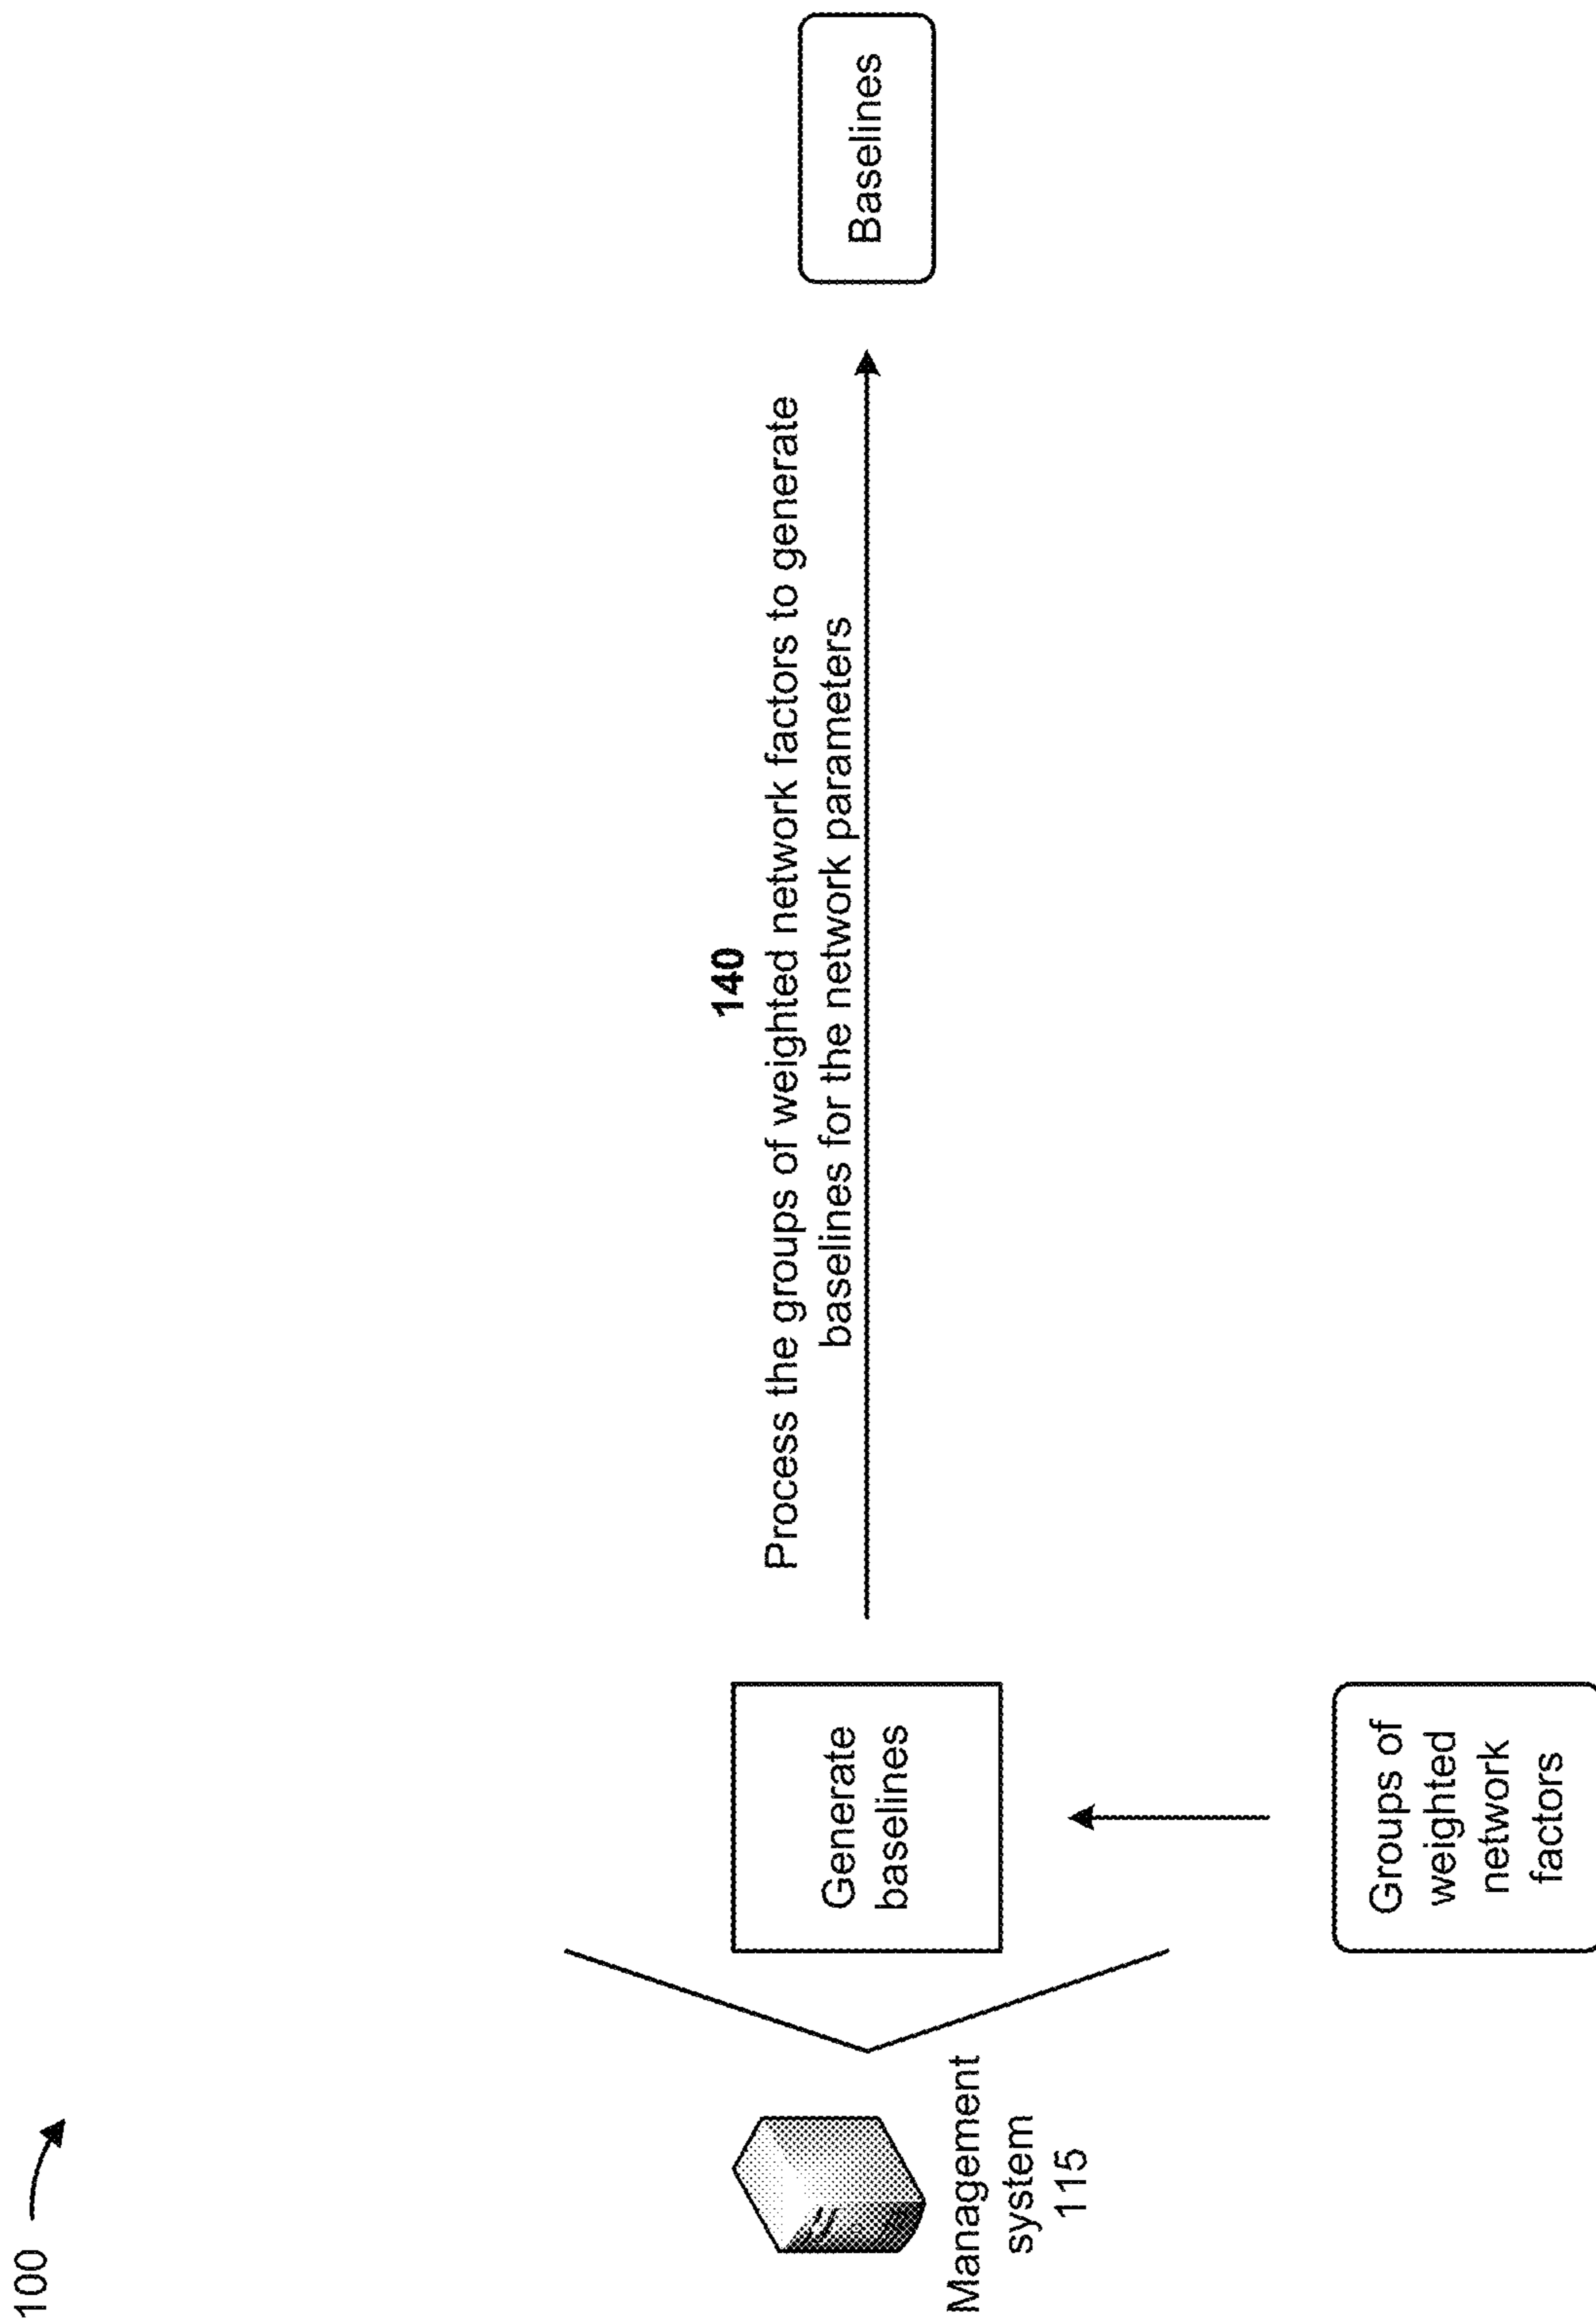 100
140
Process the groups of weighted network factors to generate
baselines for the network parameters
Baselines
Generate
baselines
Management
system
115
Groups of
weighted
network
factors